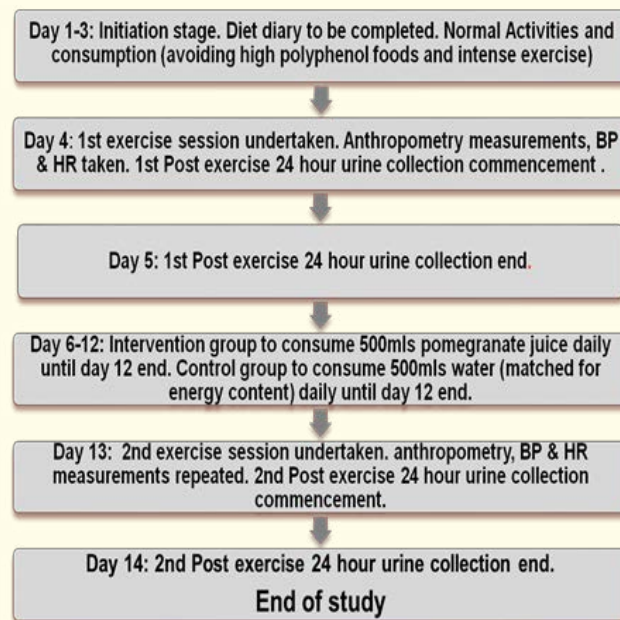 Day 1-3: Initiation stage. Diet diary to be completed. Normal Activities and
consumption (avoiding high polyphenol foods and intense exercise)
Day 4: 1st exercise session undertaken. Anthropometry measurements, BP
& HR taken. 1st Post exercise 24 hour urine collection commencement .
Day 5: 1st Post exercise 24 hour urine collection end.
Day 6-12: Intervention group to consume 500mls pomegranate juice daily
until day 12 end. Control group to consume 500mls water (matched for
energy content) daily until day 12 end.
Day 13: 2nd exercise session undertaken. anthropometry, BP & HR
measurements repeated. 2nd Post exercise 24 hour urine collection
commencement.
Day 14: 2nd Post exercise 24 hour urine collection end.
End of study